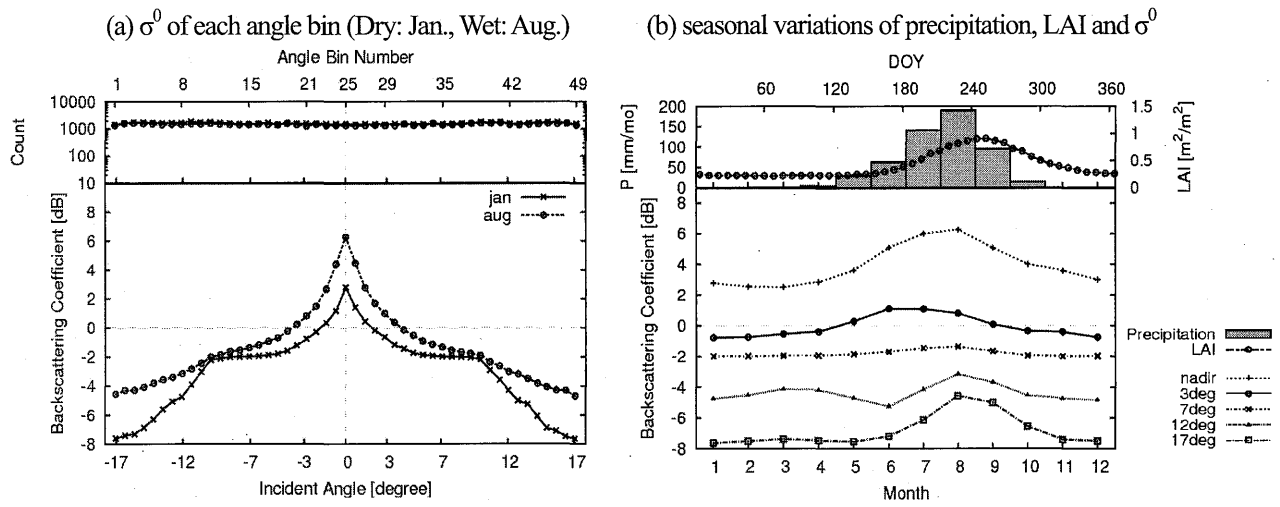 (a) σ⁰ of each angle bin (Dry: Jan., Wet: Aug.)
Angle Bin Number
1 8 15 21 25 29 35 42 49
10000
1000
100
10
Count
8
6
4
2
0
-2
-4
-6
-8
Backscattering Coefficient [dB]
jan
aug
-17 -12 -7 -3 0 3 7 12 17
Incident Angle [degree]
(b) seasonal variations of precipitation, LAI and σ⁰
DOY
60 120 180 240 300 360
200
150
100
50
0
P [mm/mo]
1.5
1
0.5
0
LAI [m²/m²]
8
6
4
2
0
-2
-4
-6
-8
Backscattering Coefficient [dB]
1 2 3 4 5 6 7 8 9 10 11 12
Month
Precipitation
LAI
nadir
3deg
7deg
12deg
17deg